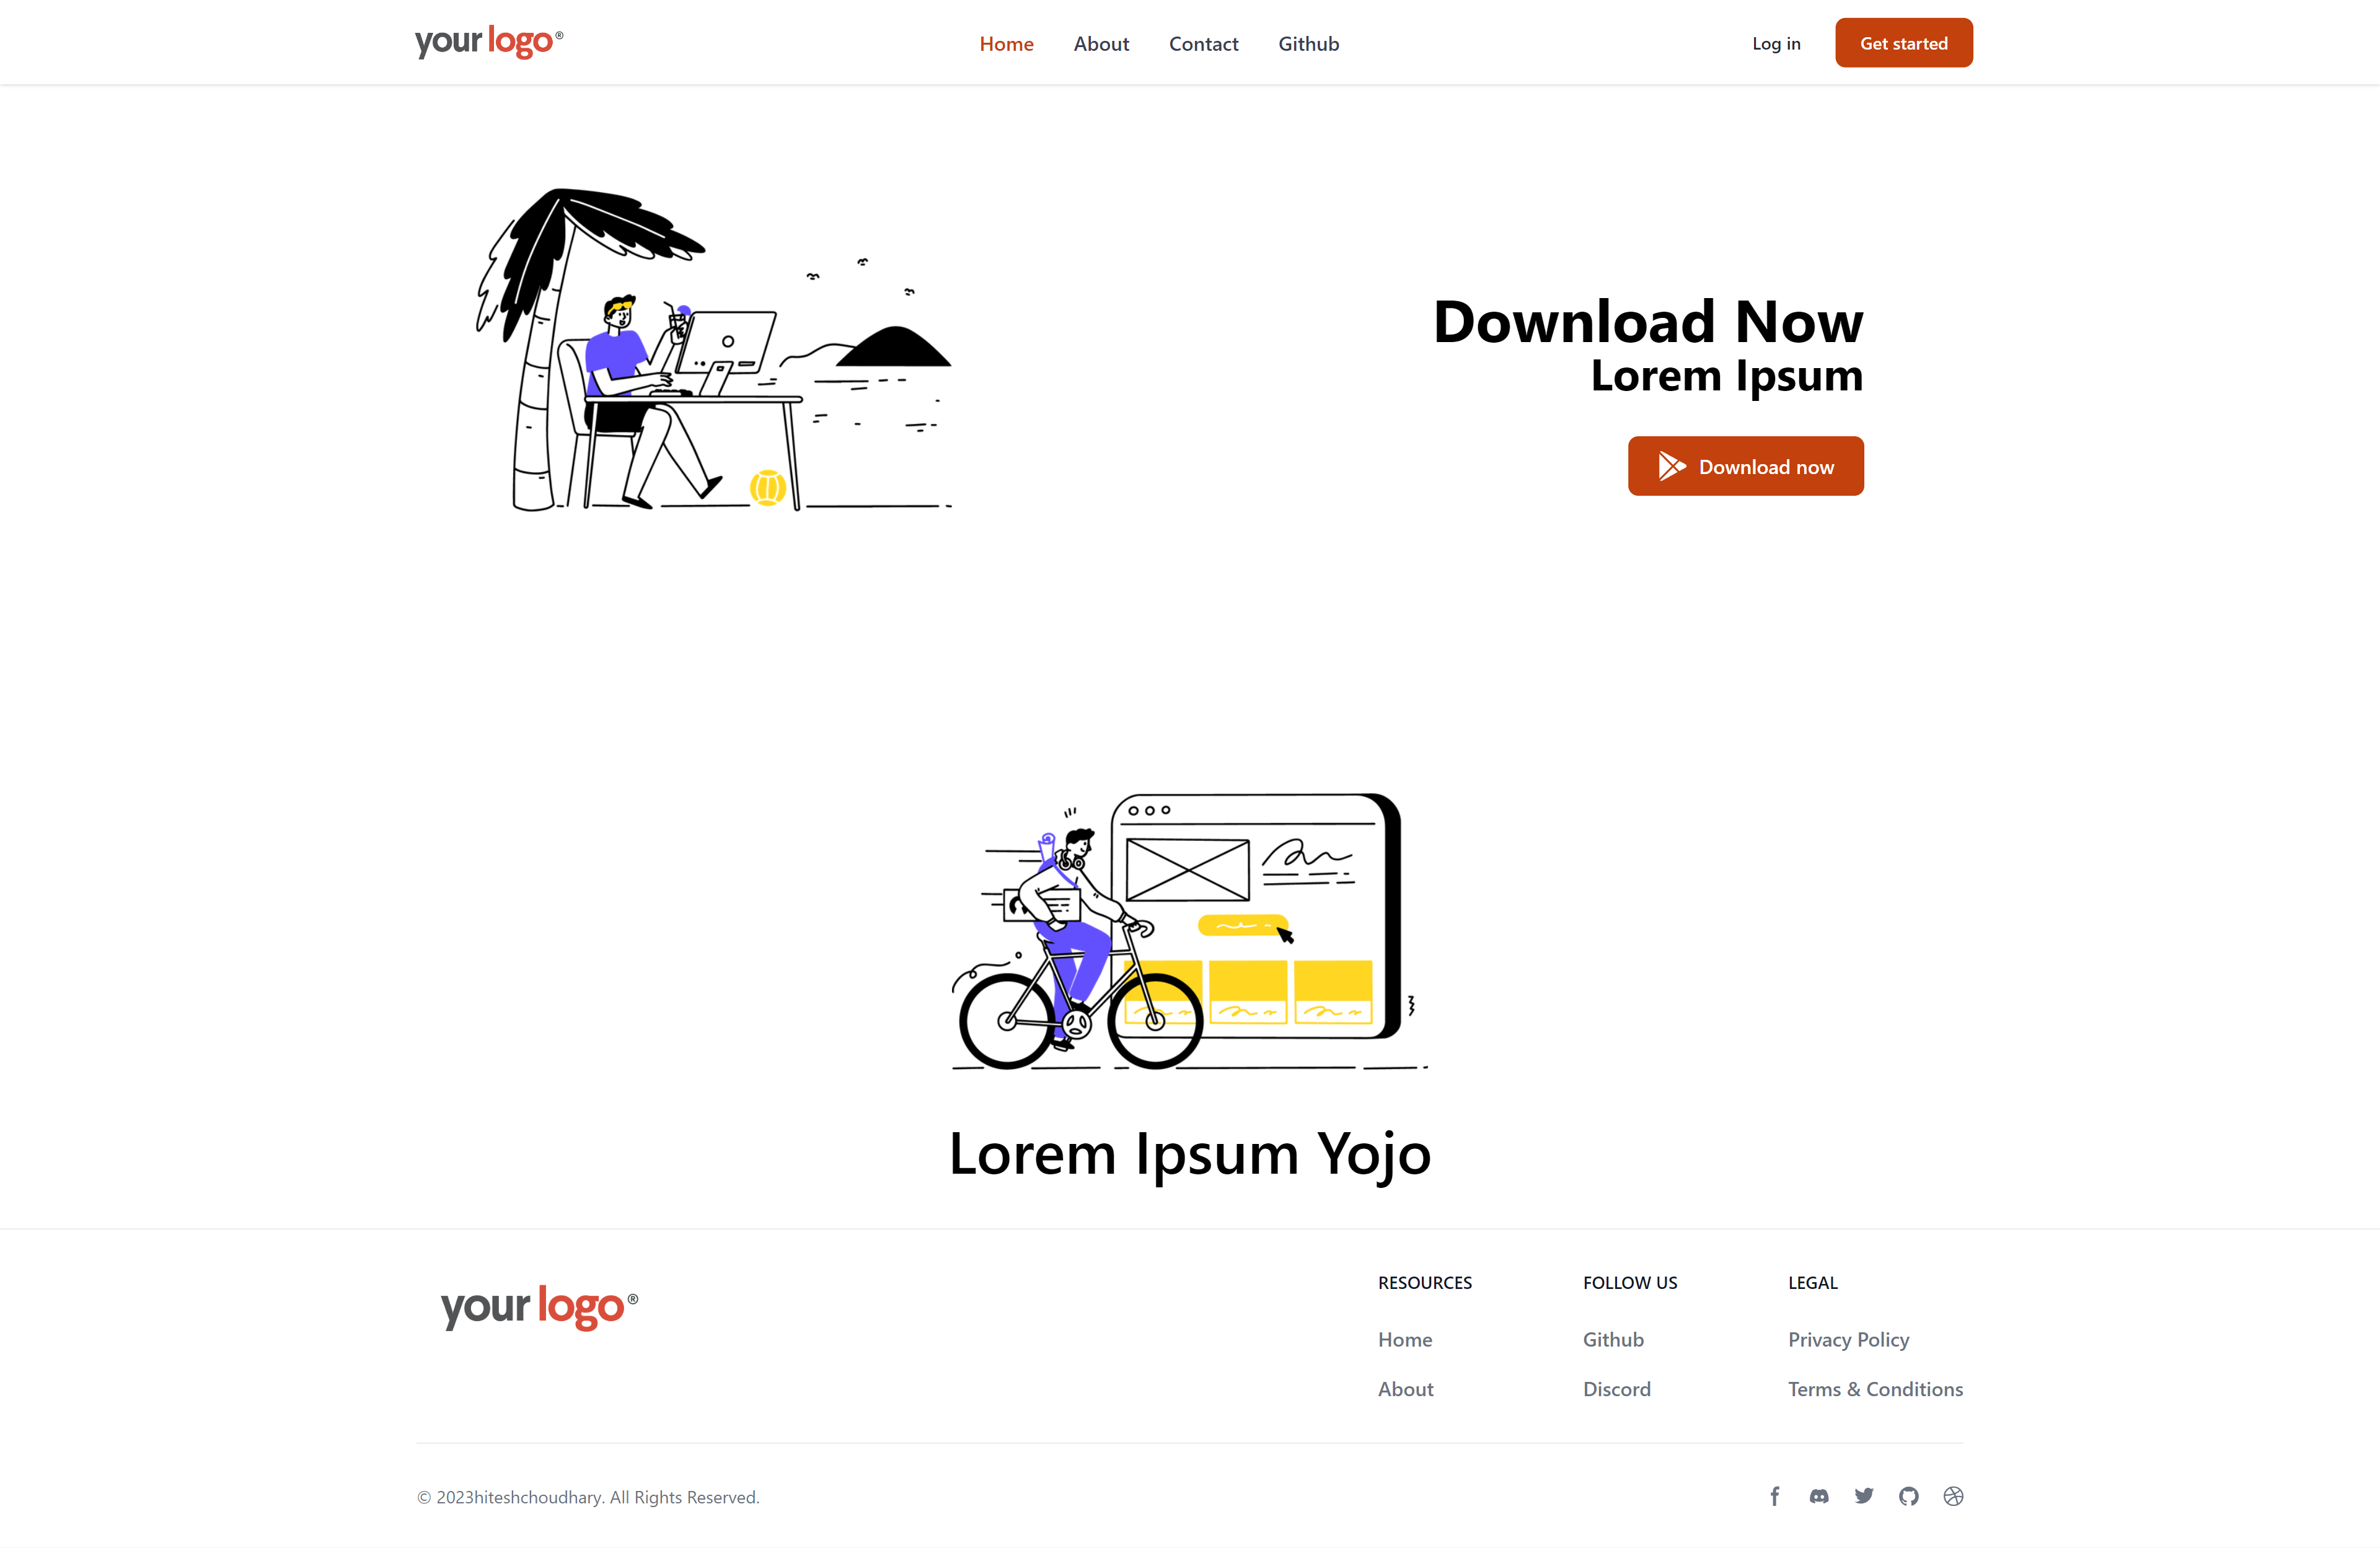 your logo®
Home About Contact Github
Log in Get started
Download Now
Lorem Ipsum
Download now
Lorem Ipsum Yojo
your logo®
RESOURCES FOLLOW US LEGAL
Home Github Privacy Policy
About Discord Terms & Conditions
© 2023hiteshchoudhary. All Rights Reserved.